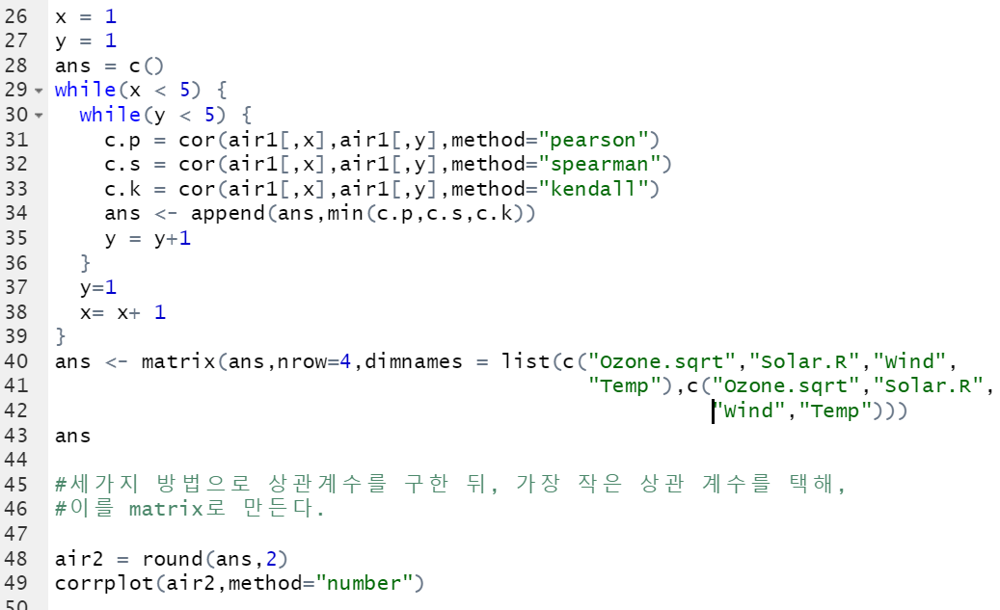 26 x = 1
27 y = 1
28 ans = c()
29 while(x < 5) {
30   while(y < 5) {
31     c.p = cor(air1[,x],air1[,y],method="pearson")
32     c.s = cor(air1[,x],air1[,y],method="spearman")
33     c.k = cor(air1[,x],air1[,y],method="kendall")
34     ans <- append(ans,min(c.p,c.s,c.k))
35     y = y+1
36   }
37   y=1
38   x= x+ 1
39 }
40 ans <- matrix(ans,nrow=4,dimnames = list(c("Ozone.sqrt","Solar.R","Wind",
41                                            "Temp"),c("Ozone.sqrt","Solar.R",
42                                                      "Wind","Temp")))
43 ans
44
45 #세가지 방법으로 상관계수를 구한 뒤, 가장 작은 상관 계수를 택해,
46 #이를 matrix로 만든다.
47
48 air2 = round(ans,2)
49 corrplot(air2,method="number")
50